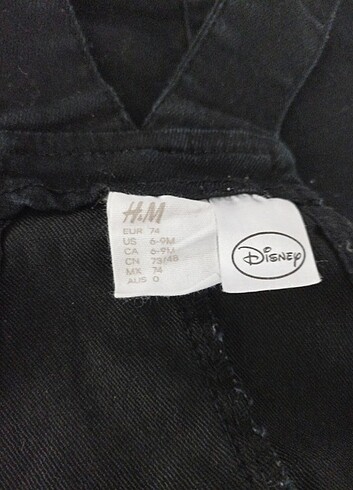 H&M
EUR 74
US 6-9M
CA 6-9M
CN 73/48
MX 74
AUS 0
Disney